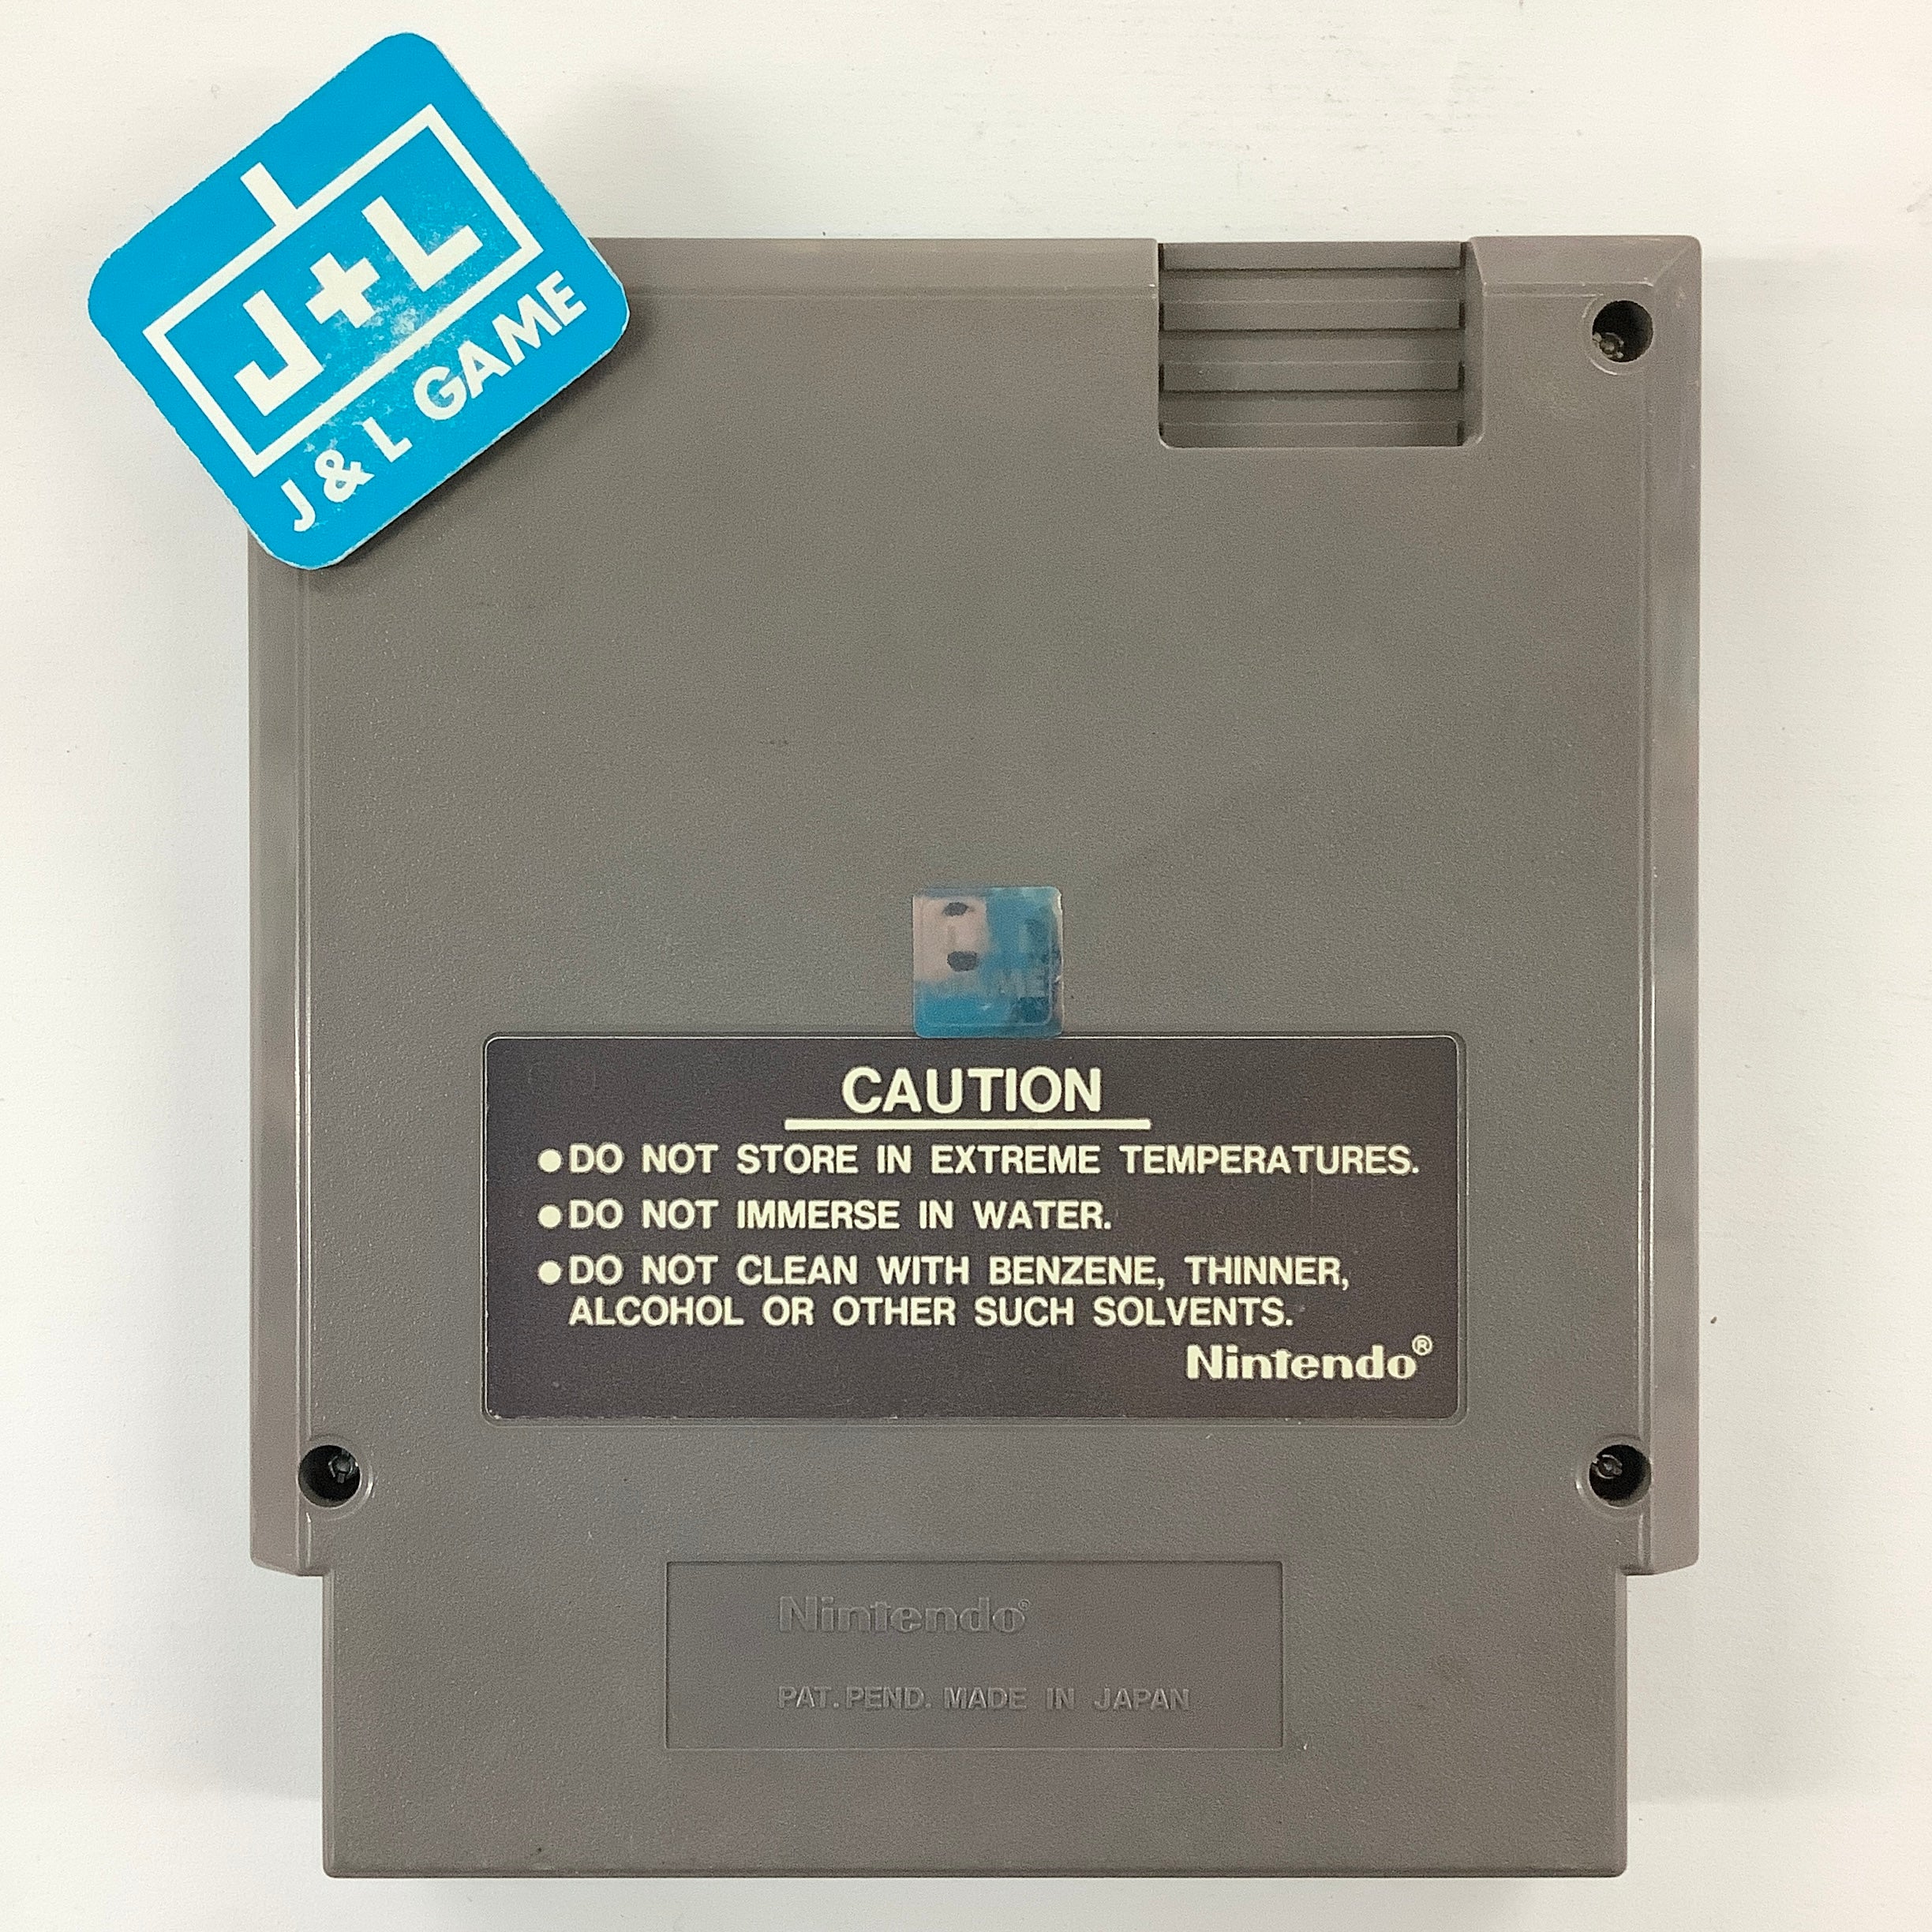 J+L
J & L GAME
CAUTION
●DO NOT STORE IN EXTREME TEMPERATURES.
●DO NOT IMMERSE IN WATER.
●DO NOT CLEAN WITH BENZENE, THINNER,
ALCOHOL OR OTHER SUCH SOLVENTS.
Nintendo®
Nintendo®
PAT. PEND. MADE IN JAPAN